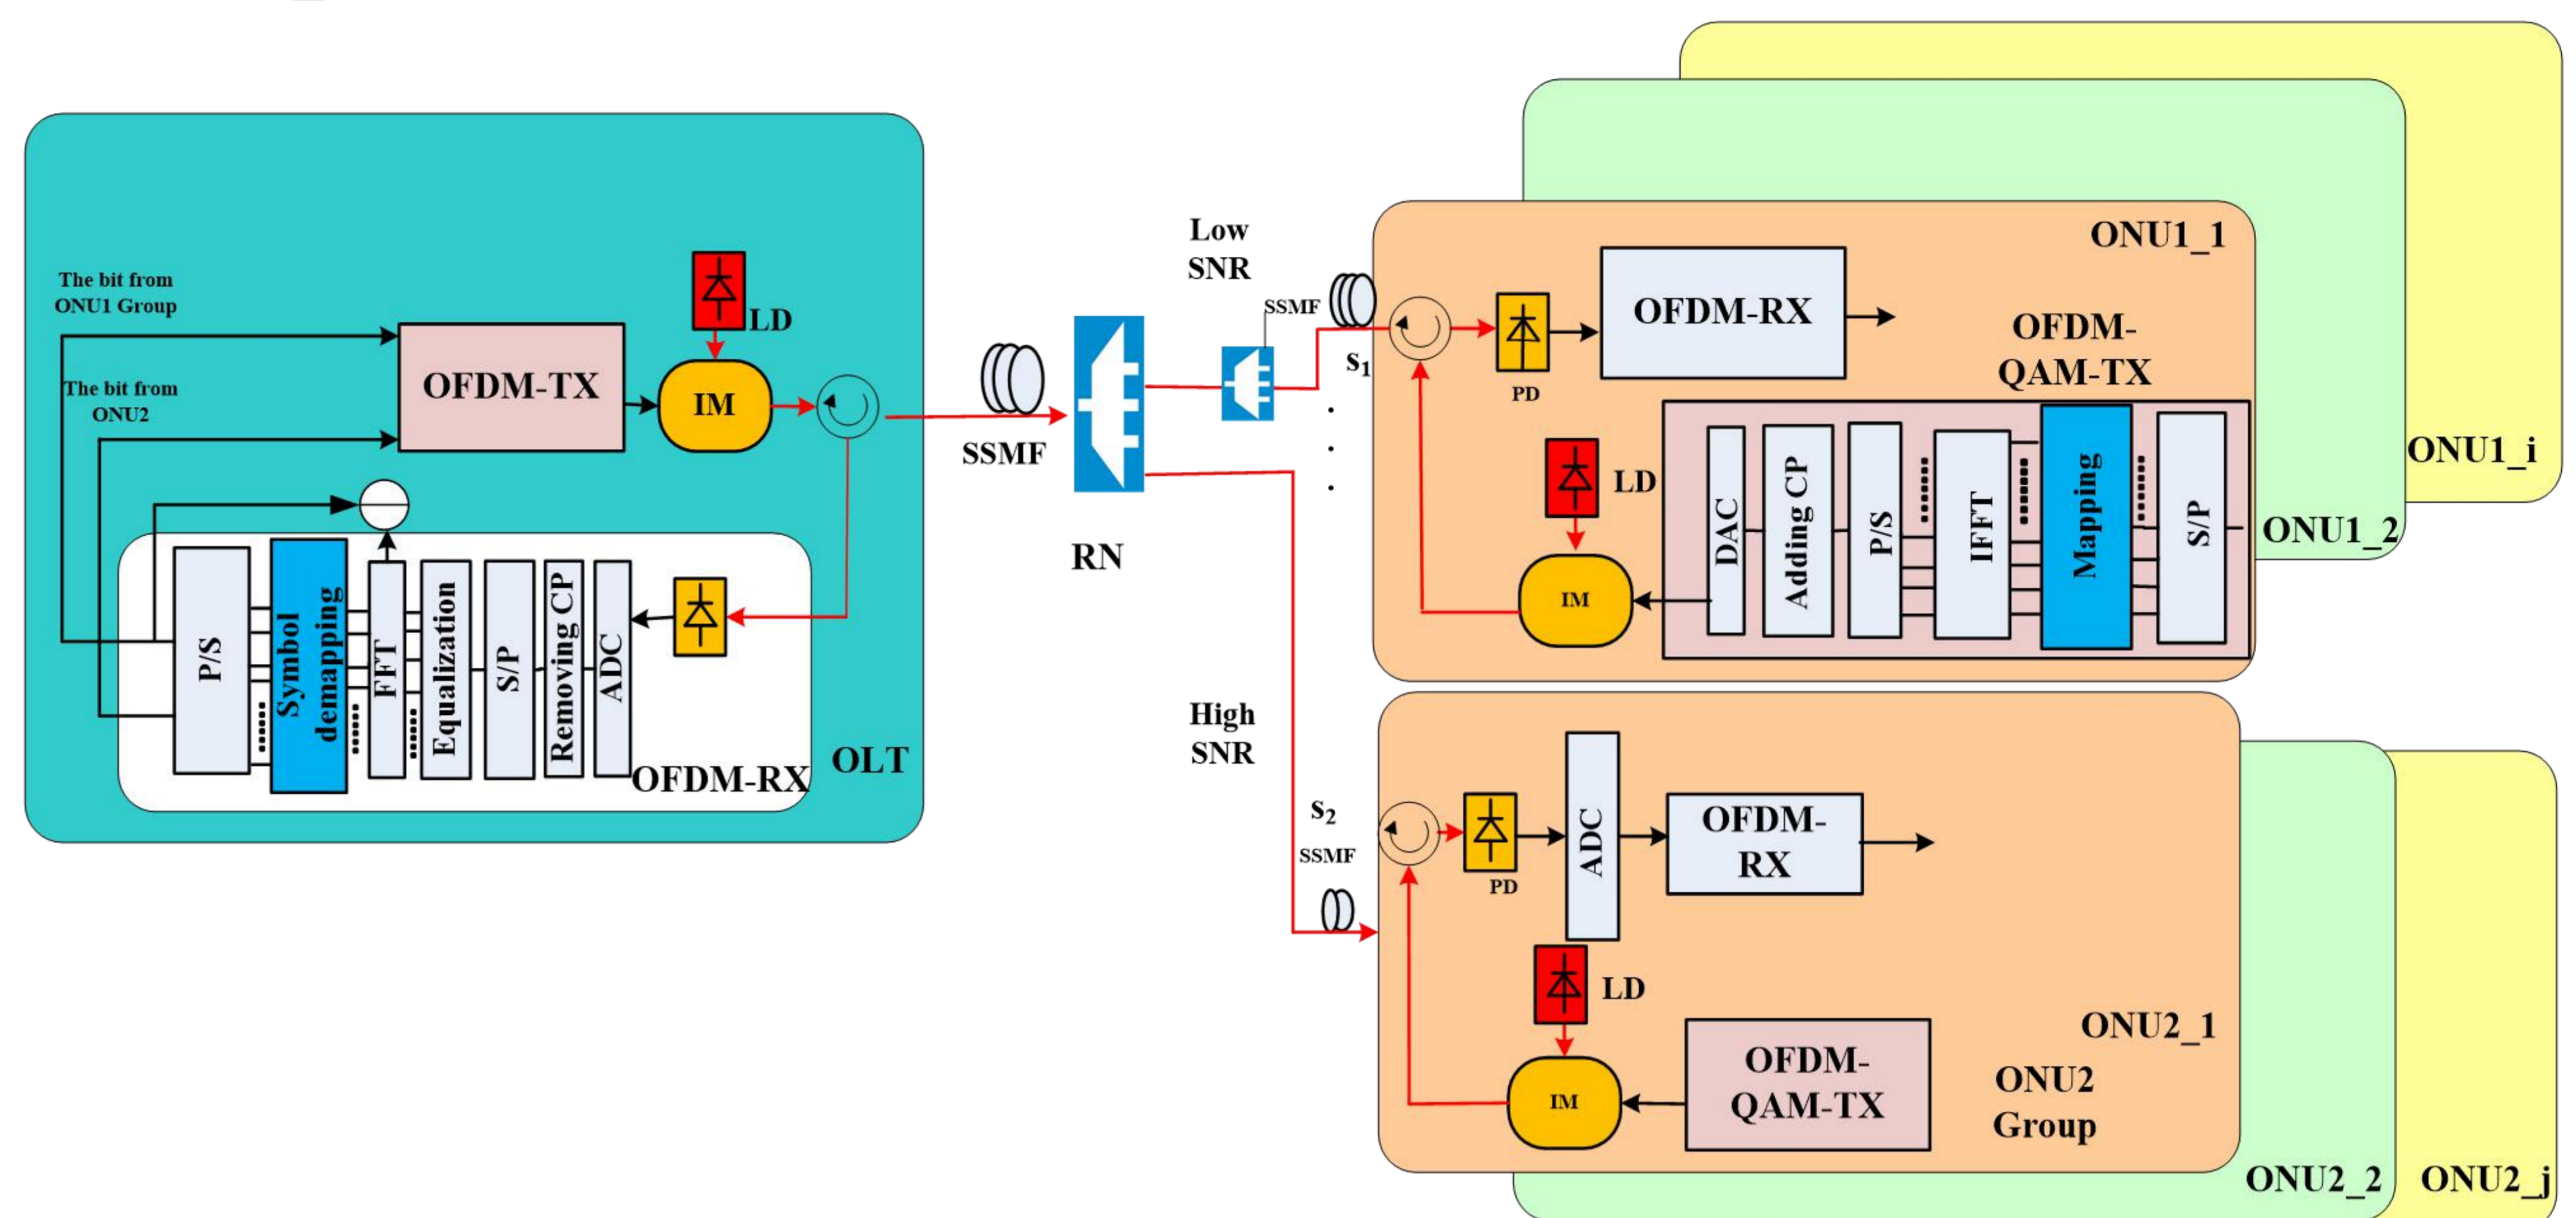 The bit from
ONU1 Group
The bit from
ONU2
OFDM-TX
LD
IM
P/S
Symbol
demapping
FFT
Equalization
S/P
Removing CP
ADC
OFDM-RX
OLT
SSMF
RN
Low
SNR
SSMF
s1
High
SNR
s2
SSMF
ONU1_1
PD
OFDM-RX
OFDM-
QAM-TX
LD
IM
DAC
Adding CP
P/S
IFFT
Mapping
S/P
ONU1_2
ONU1_i
PD
ADC
OFDM-
RX
LD
IM
OFDM-
QAM-TX
ONU2_1
ONU2
Group
ONU2_2
ONU2_j